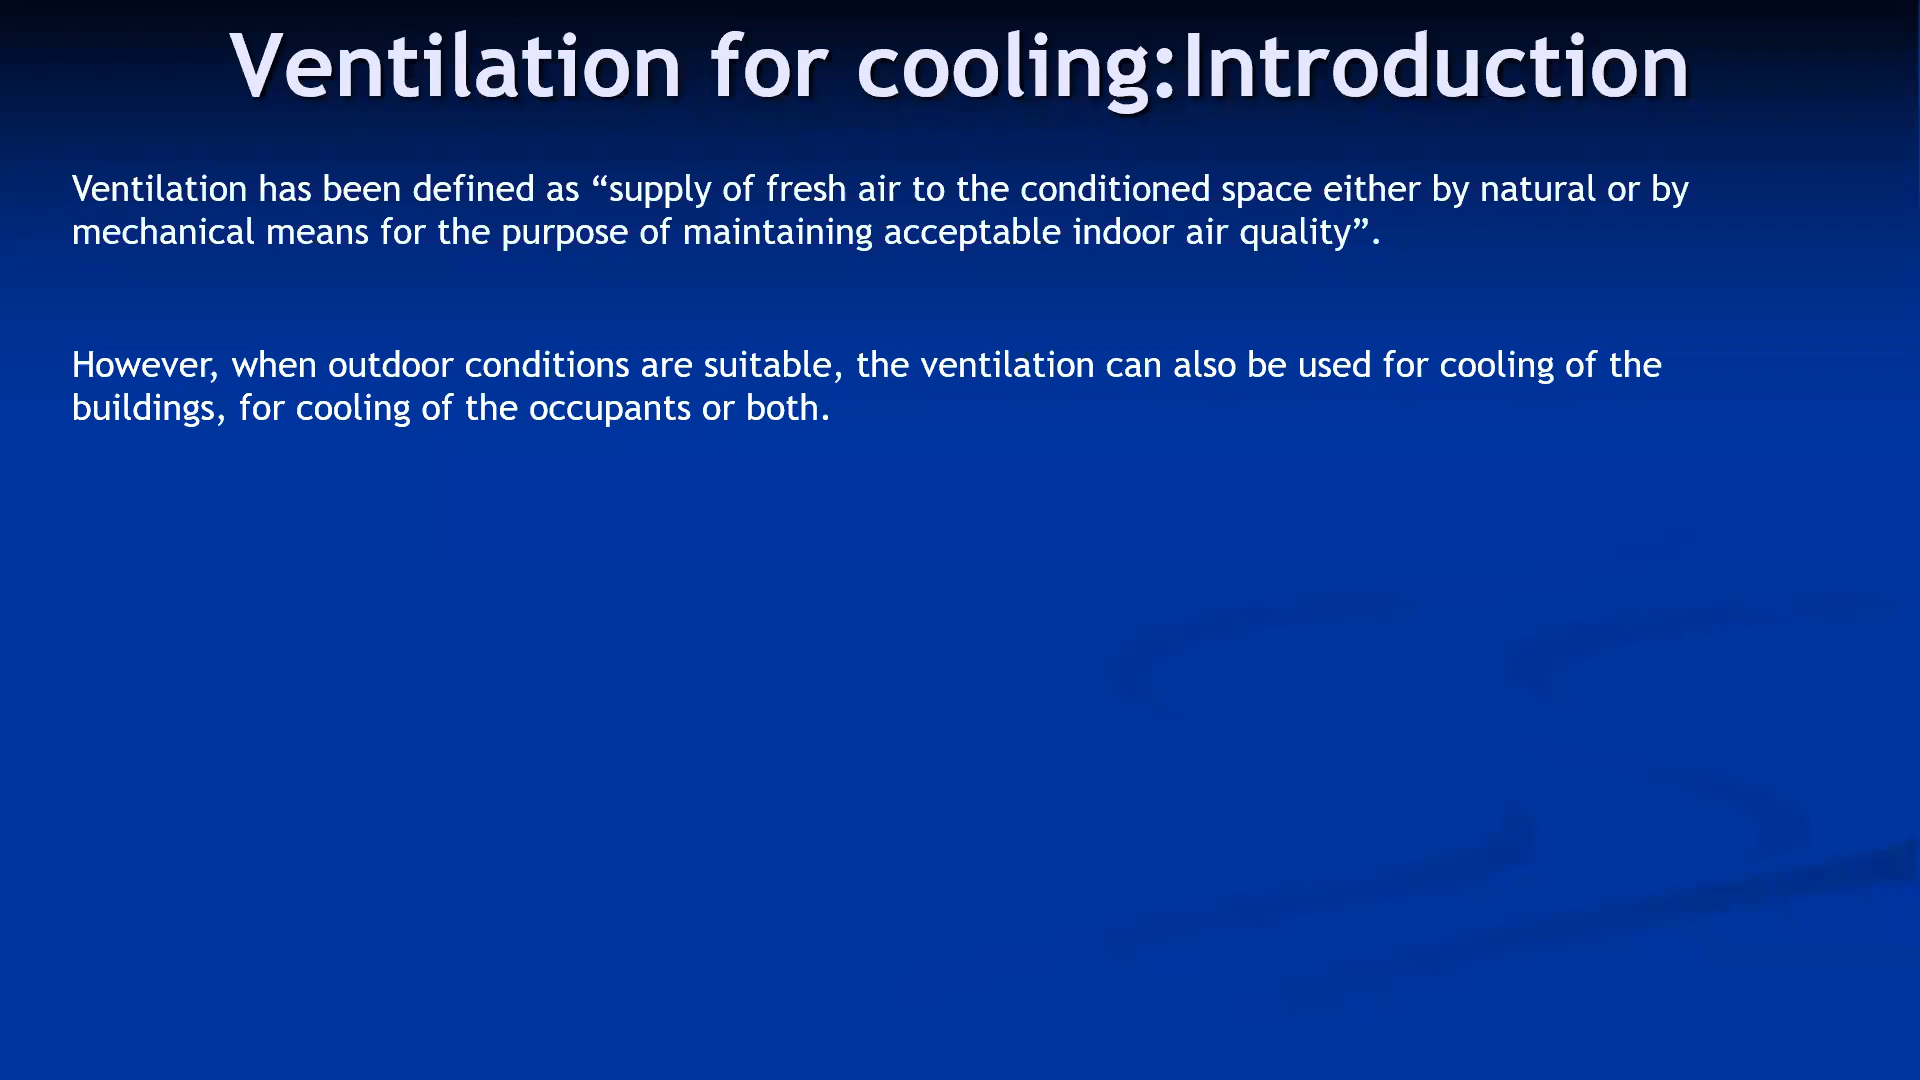 Ventilation for cooling:Introduction
Ventilation has been defined as “supply of fresh air to the conditioned space either by natural or by
mechanical means for the purpose of maintaining acceptable indoor air quality”.
However, when outdoor conditions are suitable, the ventilation can also be used for cooling of the
buildings, for cooling of the occupants or both.